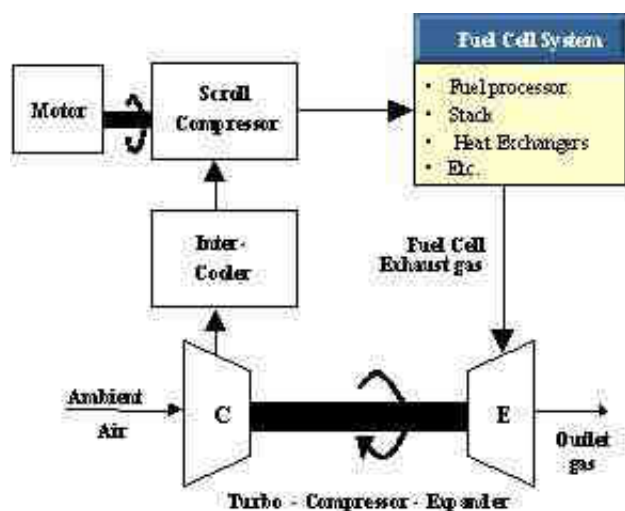 Fuel Cell System
• Fuel processor
• Stack
• Heat Exchangers
• Etc.
Motor
Scroll
Compressor
Inter-
Cooler
Fuel Cell
Exhaust gas
Ambient
Air
C
E
Outlet
gas
Turbo - Compressor - Expander